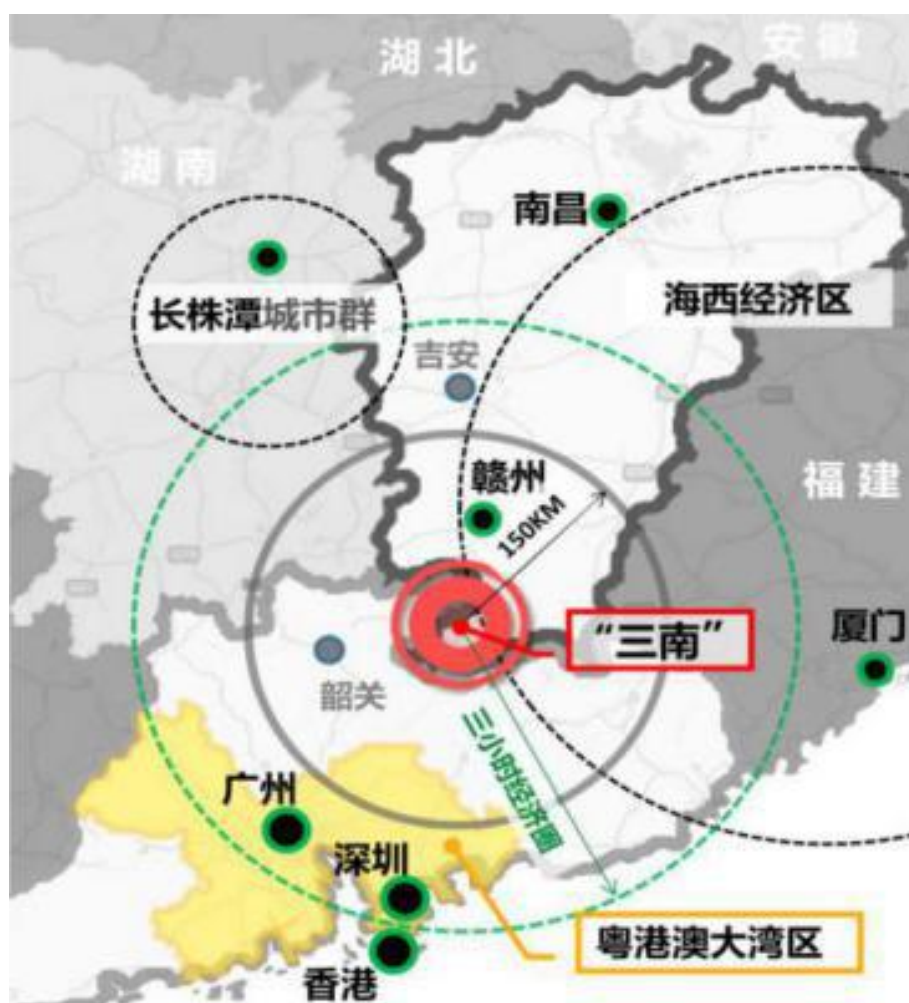 湖北
安徽
湖南
南昌
长株潭城市群
海西经济区
吉安
赣州
150KM
福建
“三南”
厦门
韶关
三小时经济圈
广州
深圳
粤港澳大湾区
香港